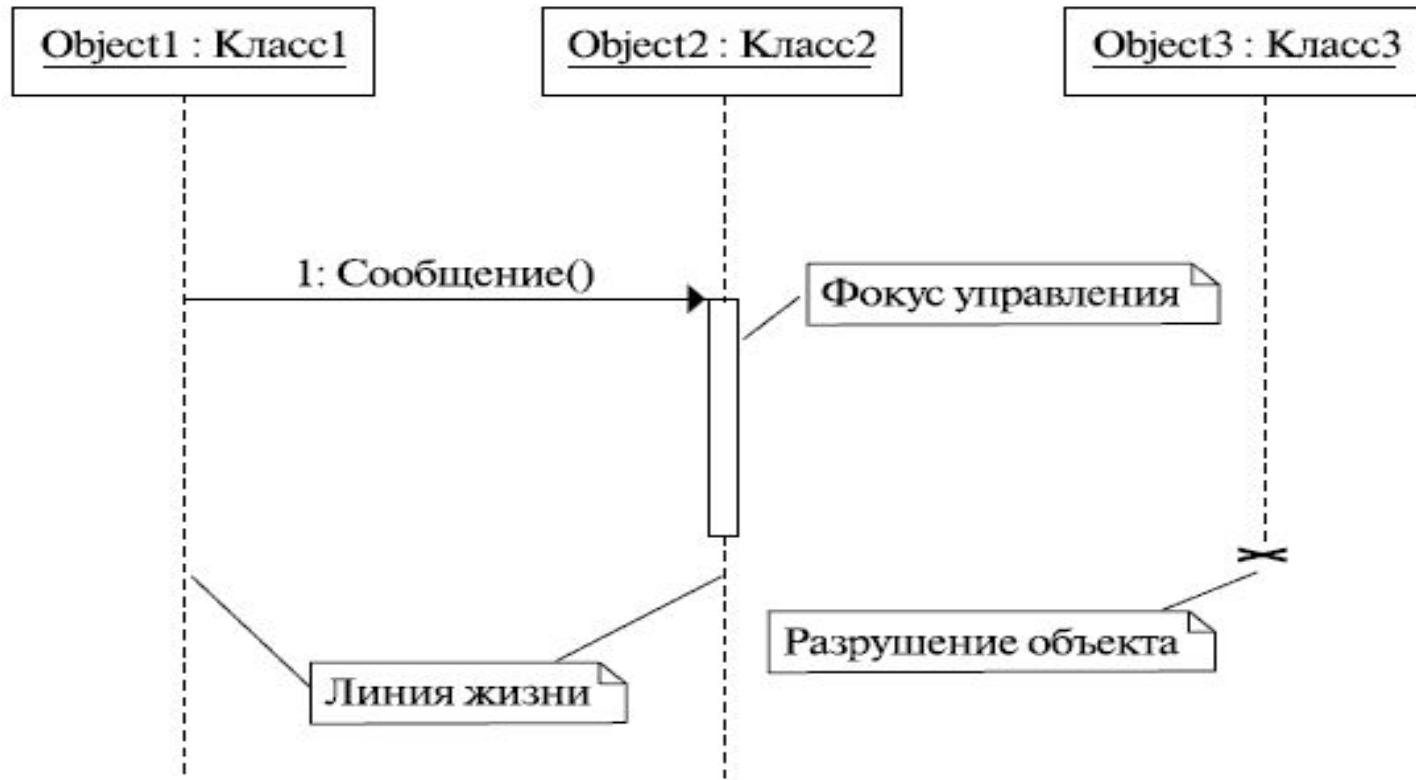 Object1 : Класс1
Object2 : Класс2
Object3 : Класс3
1: Сообщение()
Фокус управления
Разрушение объекта
Линия жизни